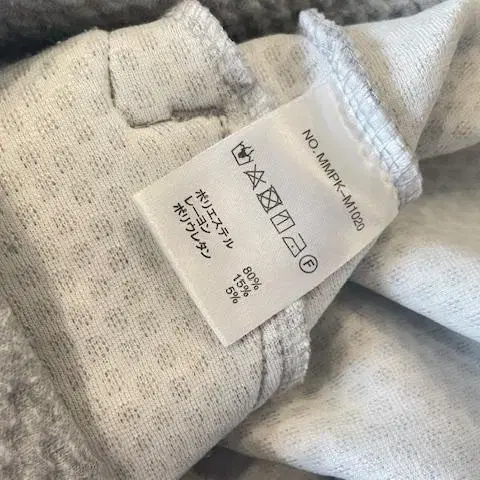 NO. MMPK-M1020
F
ポリエステル 80%
レーヨン 15%
ポリウレタン 5%